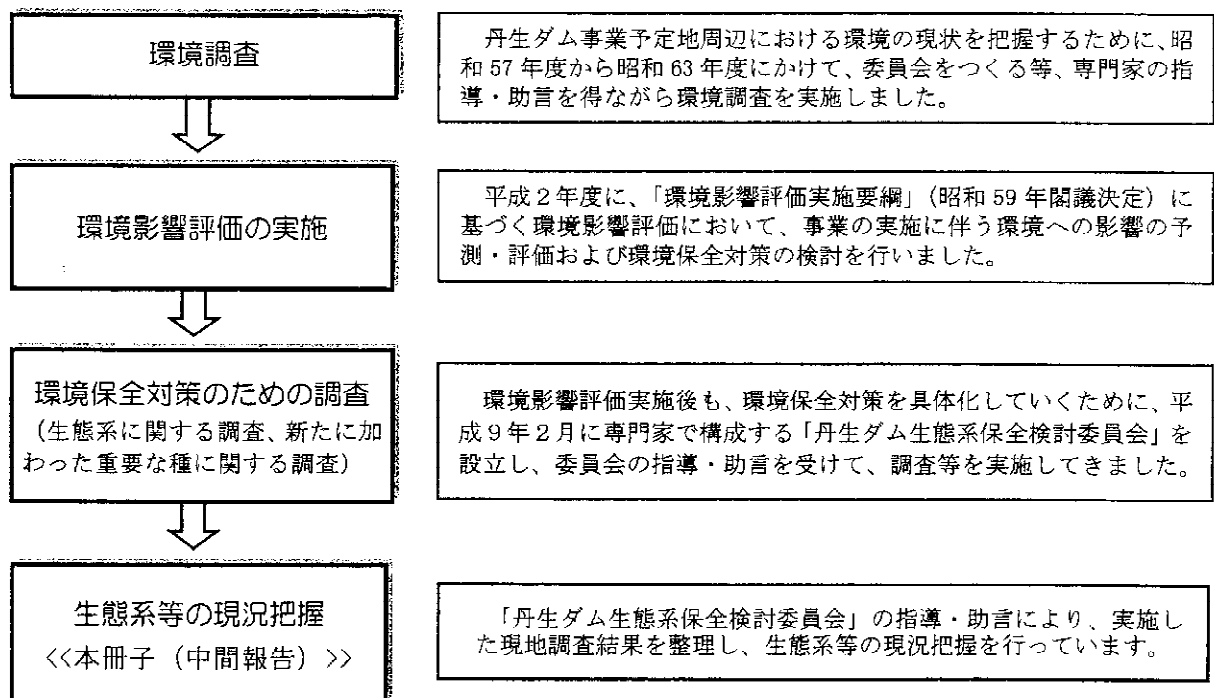 環境調査
丹生ダム事業予定地周辺における環境の現状を把握するために、昭
和 57 年度から昭和 63 年度にかけて、委員会をつくる等、専門家の指
導・助言を得ながら環境調査を実施しました。
環境影響評価の実施
平成２年度に、「環境影響評価実施要綱」（昭和 59 年閣議決定）に
基づく環境影響評価において、事業の実施に伴う環境への影響の予
測・評価および環境保全対策の検討を行いました。
環境保全対策のための調査
（生態系に関する調査、新たに加
わった重要な種に関する調査）
環境影響評価実施後も、環境保全対策を具体化していくために、平
成９年２月に専門家で構成する「丹生ダム生態系保全検討委員会」を
設立し、委員会の指導・助言を受けて、調査等を実施してきました。
生態系等の現況把握
<<本冊子（中間報告）>>
「丹生ダム生態系保全検討委員会」の指導・助言により、実施し
た現地調査結果を整理し、生態系等の現況把握を行っています。